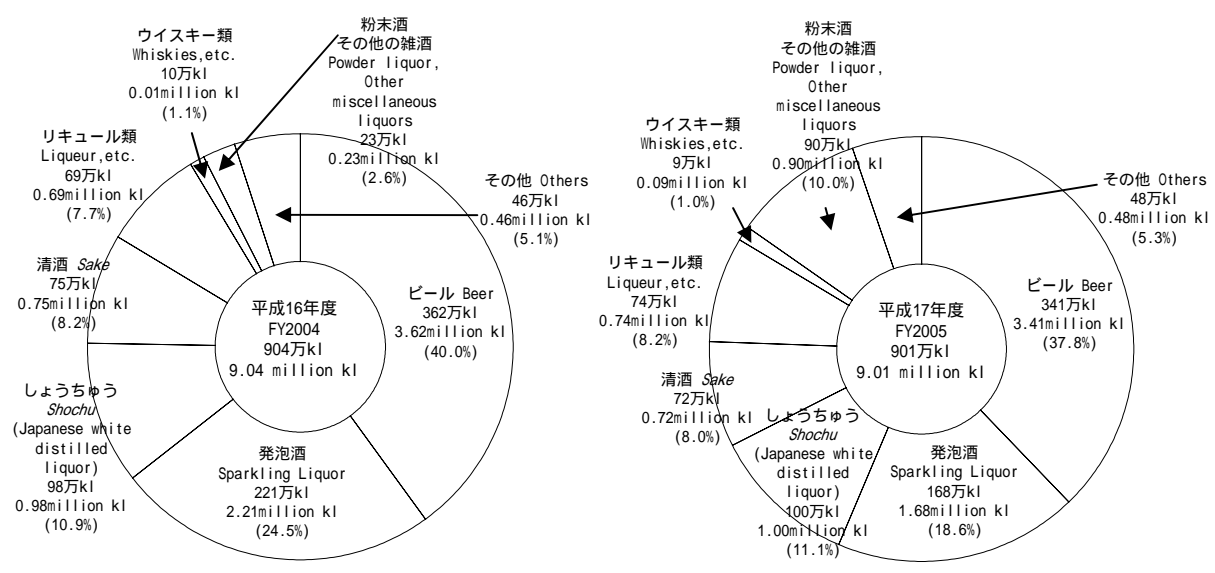 ウイスキー類
Whiskies,etc.
10万kl
0.01million kl
(1.1%)
粉末酒
その他の雑酒
Powder liquor,
Other
miscellaneous
liquors
23万kl
0.23million kl
(2.6%)
リキュール類
Liqueur,etc.
69万kl
0.69million kl
(7.7%)
その他 Others
46万kl
0.46million kl
(5.1%)
清酒 Sake
75万kl
0.75million kl
(8.2%)
平成16年度
FY2004
904万kl
9.04 million kl
ビール Beer
362万kl
3.62million kl
(40.0%)
しょうちゅう
Shochu
(Japanese white
distilled
liquor)
98万kl
0.98million kl
(10.9%)
発泡酒
Sparkling Liquor
221万kl
2.21million kl
(24.5%)
粉末酒
その他の雑酒
Powder liquor,
Other
miscellaneous
liquors
90万kl
0.90million kl
(10.0%)
ウイスキー類
Whiskies,etc.
9万kl
0.09million kl
(1.0%)
その他 Others
48万kl
0.48million kl
(5.3%)
リキュール類
Liqueur,etc.
74万kl
0.74million kl
(8.2%)
平成17年度
FY2005
901万kl
9.01 million kl
ビール Beer
341万kl
3.41million kl
(37.8%)
清酒 Sake
72万kl
0.72million kl
(8.0%)
しょうちゅう
Shochu
(Japanese white
distilled
liquor)
100万kl
1.00million kl
(11.1%)
発泡酒
Sparkling Liquor
168万kl
1.68million kl
(18.6%)